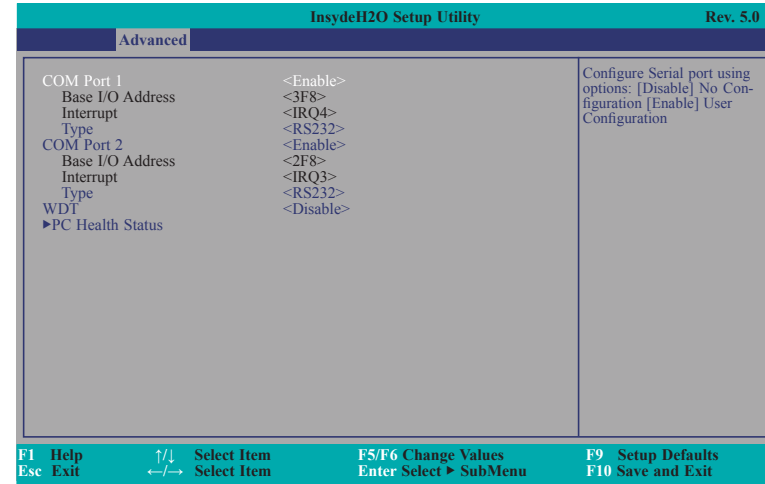 InsydeH2O Setup Utility Rev. 5.0
Advanced
COM Port 1 <Enable>
Base I/O Address <3F8>
Interrupt <IRQ4>
Type <RS232>
COM Port 2 <Enable>
Base I/O Address <2F8>
Interrupt <IRQ3>
Type <RS232>
WDT <Disable>
▶PC Health Status
Configure Serial port using
options: [Disable] No Con-
figuration [Enable] User
Configuration
F1 Help ↑/↓ Select Item F5/F6 Change Values F9 Setup Defaults
Esc Exit ←/→ Select Item Enter Select ▶ SubMenu F10 Save and Exit